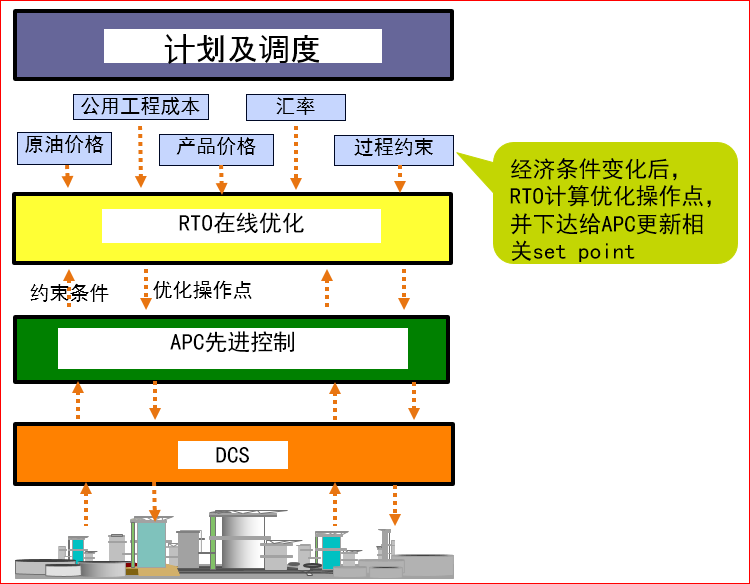 计划及调度
公用工程成本
汇率
原油价格
产品价格
过程约束
经济条件变化后，
RTO计算优化操作点，
并下达给APC更新相
关set point
RTO在线优化
约束条件
优化操作点
APC先进控制
DCS